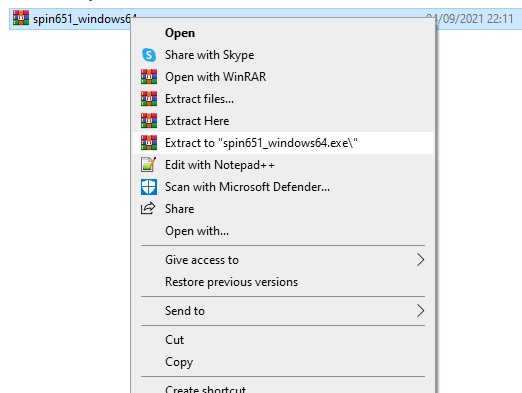 spin651_windows64
04/09/2021 22:11
Open
Share with Skype
Open with WinRAR
Extract files...
Extract Here
Extract to "spin651_windows64.exe\"
Edit with Notepad++
Scan with Microsoft Defender...
Share
Open with...
Give access to
Restore previous versions
Send to
Cut
Copy
Create shortcut